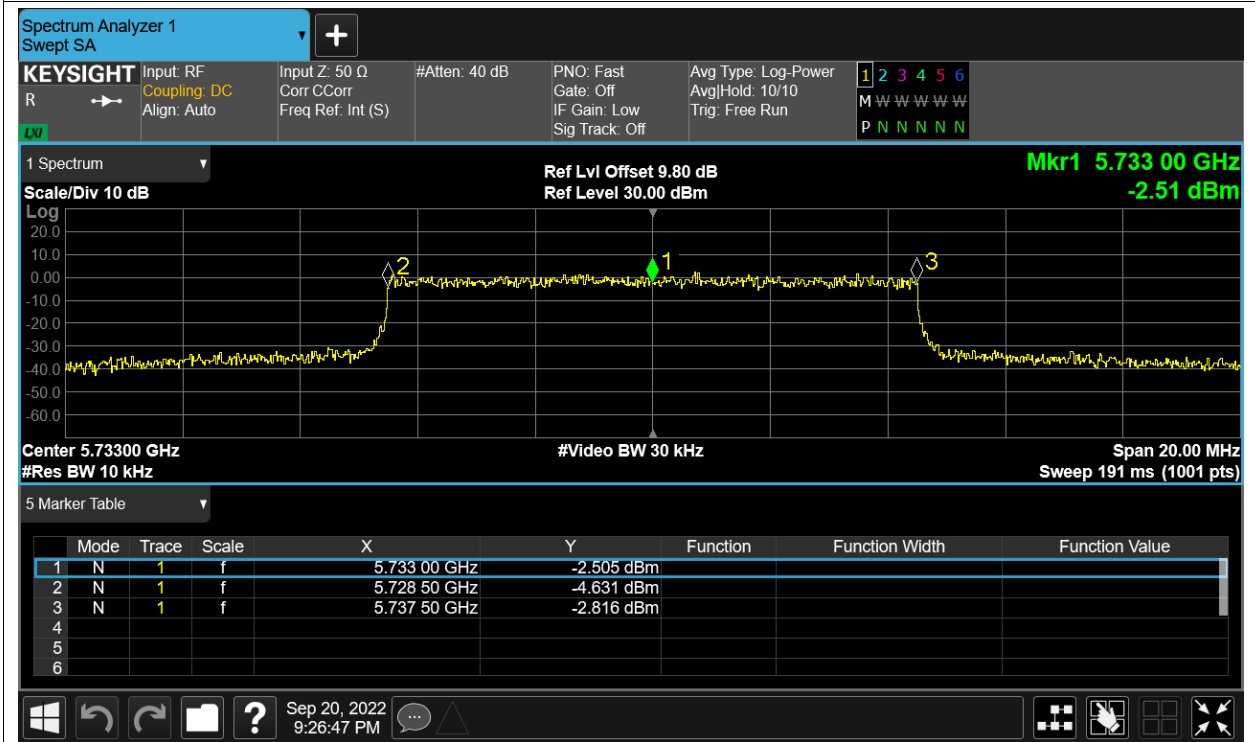 Spectrum Analyzer 1
Swept SA
+
KEYSIGHT
R
LXI
Input: RF
Coupling: DC
Align: Auto
Input Z: 50 Ω
Corr CCorr
Freq Ref: Int (S)
#Atten: 40 dB
PNO: Fast
Gate: Off
IF Gain: Low
Sig Track: Off
Avg Type: Log-Power
Avg|Hold: 10/10
Trig: Free Run
1 2 3 4 5 6
M W W W W W
P N N N N N
1 Spectrum
Scale/Div 10 dB
Ref Lvl Offset 9.80 dB
Ref Level 30.00 dBm
Mkr1 5.733 00 GHz
-2.51 dBm
Log
20.0
10.0
0.00
-10.0
-20.0
-30.0
-40.0
-50.0
-60.0
2
1
3
Center 5.73300 GHz
#Res BW 10 kHz
#Video BW 30 kHz
Span 20.00 MHz
Sweep 191 ms (1001 pts)
5 Marker Table
Mode Trace Scale X Y Function Function Width Function Value
1 N 1 f 5.733 00 GHz -2.505 dBm
2 N 1 f 5.728 50 GHz -4.631 dBm
3 N 1 f 5.737 50 GHz -2.816 dBm
4
5
6
?
Sep 20, 2022
9:26:47 PM